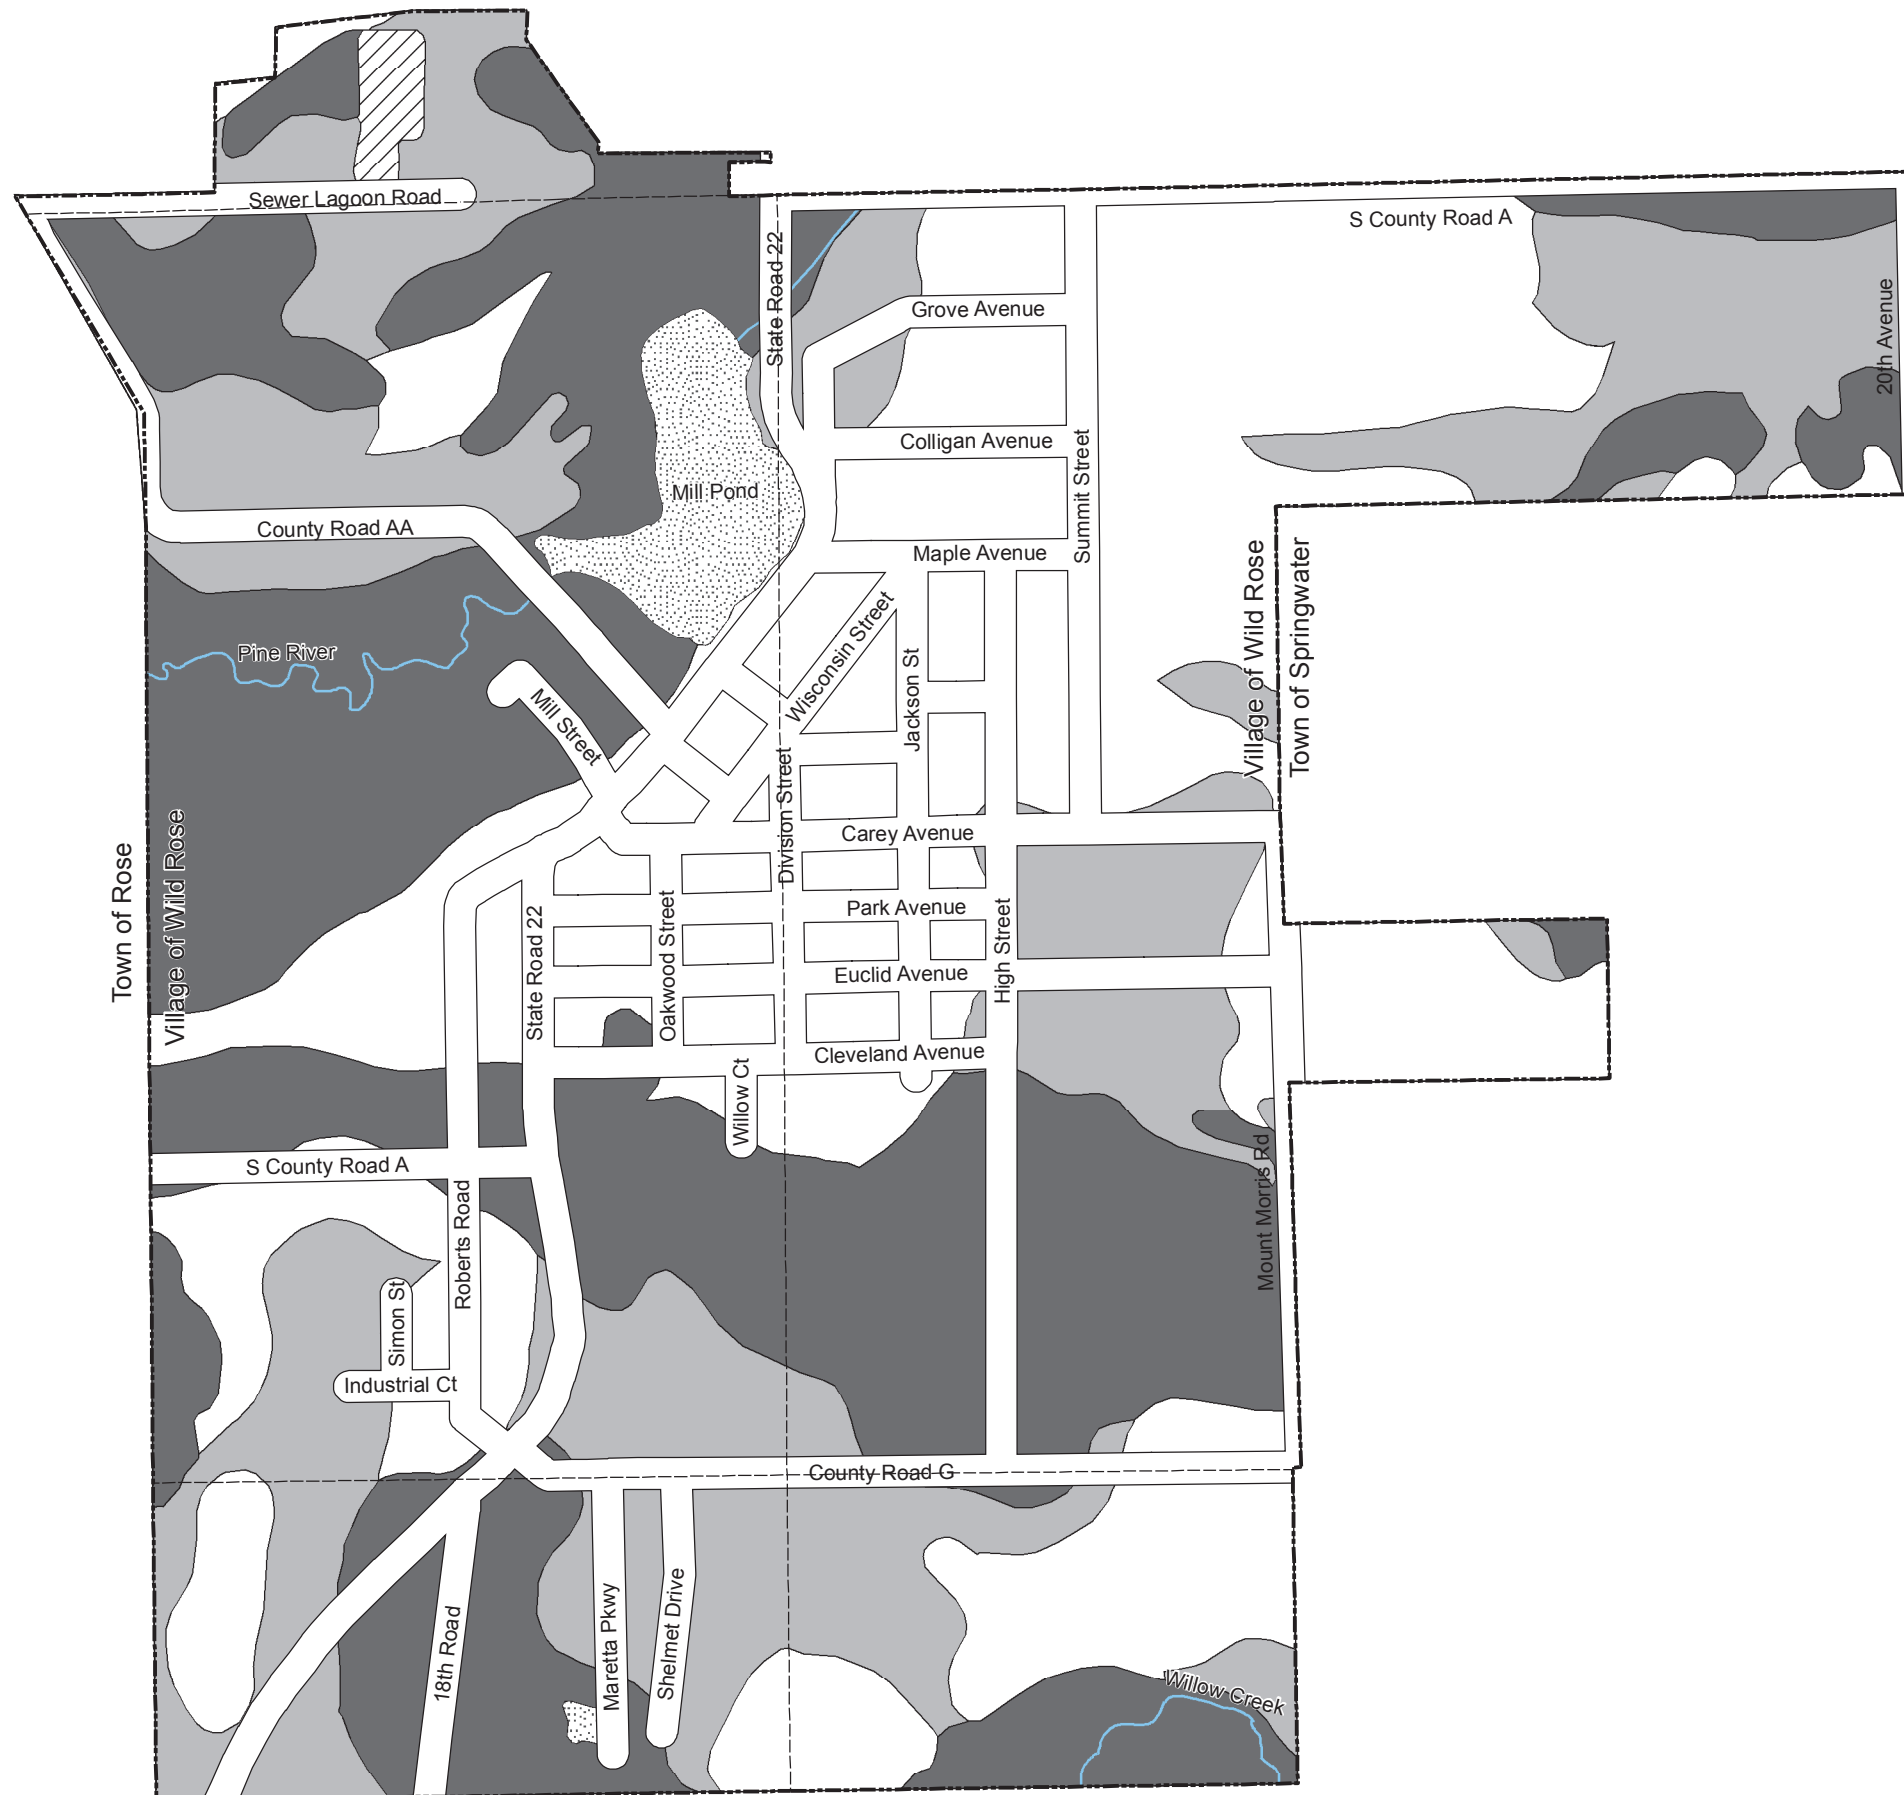 Sewer Lagoon Road
S County Road A
State Road 22
20th Avenue
Grove Avenue
Colligan Avenue
Summit Street
Mill Pond
County Road AA
Maple Avenue
Village of Wild Rose
Town of Springwater
Wisconsin Street
Pine River
Jackson St
Mill Street
Division Street
Carey Avenue
Town of Rose
Village of Wild Rose
Park Avenue
State Road 22
Oakwood Street
High Street
Euclid Avenue
Cleveland Avenue
Willow Ct
S County Road A
Mount Morris Rd
Roberts Road
Simon St
Industrial Ct
County Road G
18th Road
Maretta Pkwy
Shelmet Drive
Willow Creek